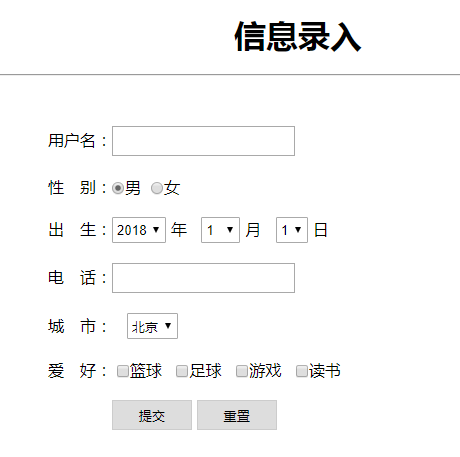 信息录入
用户名：
性 别：男 女
出 生：2018 年 1 月 1 日
电 话：
城 市： 北京
爱 好：篮球 足球 游戏 读书
提交 重置